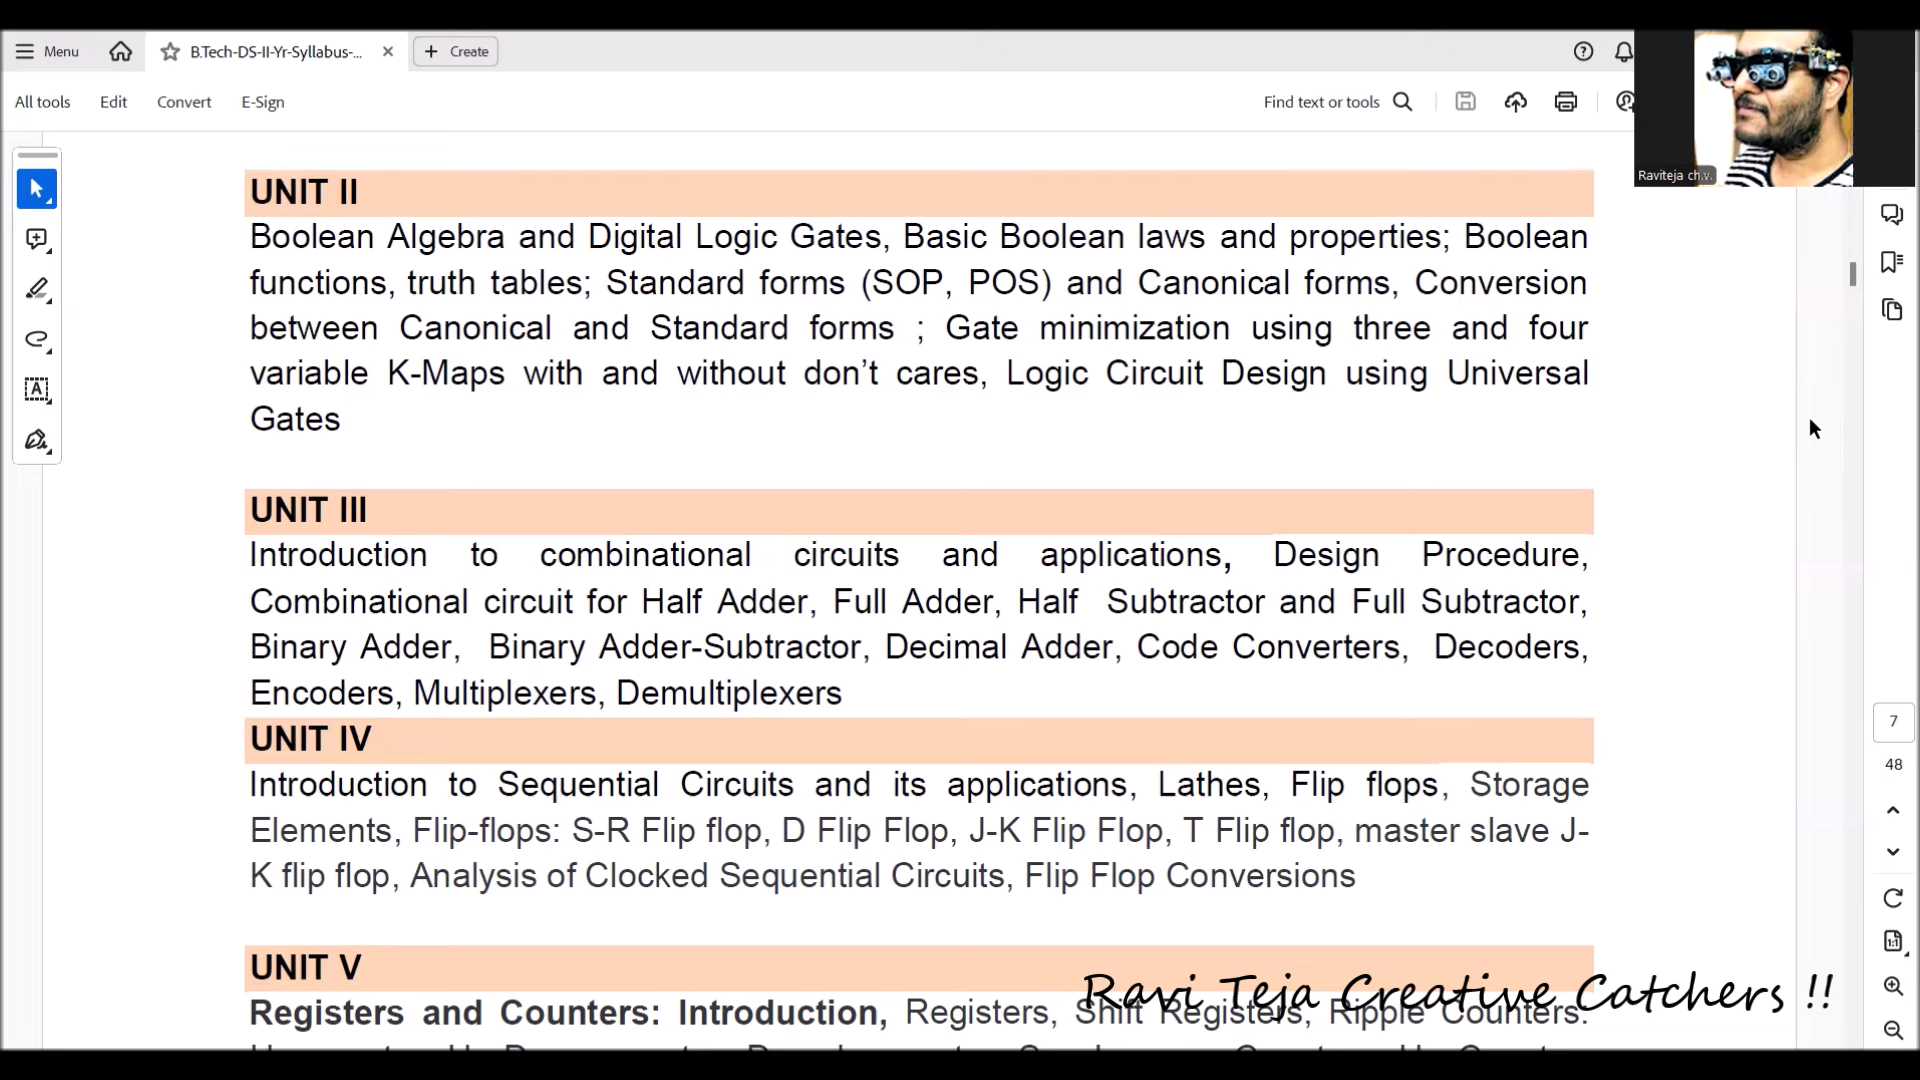 Menu
B.Tech-DS-II-Yr-Syllabus-...
Create
All tools
Edit
Convert
E-Sign
Find text or tools
Raviteja ch.v.
UNIT II
Boolean Algebra and Digital Logic Gates, Basic Boolean laws and properties; Boolean
functions, truth tables; Standard forms (SOP, POS) and Canonical forms, Conversion
between Canonical and Standard forms ; Gate minimization using three and four
variable K-Maps with and without don’t cares, Logic Circuit Design using Universal
Gates
UNIT III
Introduction to combinational circuits and applications, Design Procedure,
Combinational circuit for Half Adder, Full Adder, Half Subtractor and Full Subtractor,
Binary Adder, Binary Adder-Subtractor, Decimal Adder, Code Converters, Decoders,
Encoders, Multiplexers, Demultiplexers
UNIT IV
Introduction to Sequential Circuits and its applications, Lathes, Flip flops, Storage
Elements, Flip-flops: S-R Flip flop, D Flip Flop, J-K Flip Flop, T Flip flop, master slave J-
K flip flop, Analysis of Clocked Sequential Circuits, Flip Flop Conversions
UNIT V
Registers and Counters: Introduction, Registers, Shift Registers, Ripple Counters:
Ravi Teja Creative Catchers !!
7
48